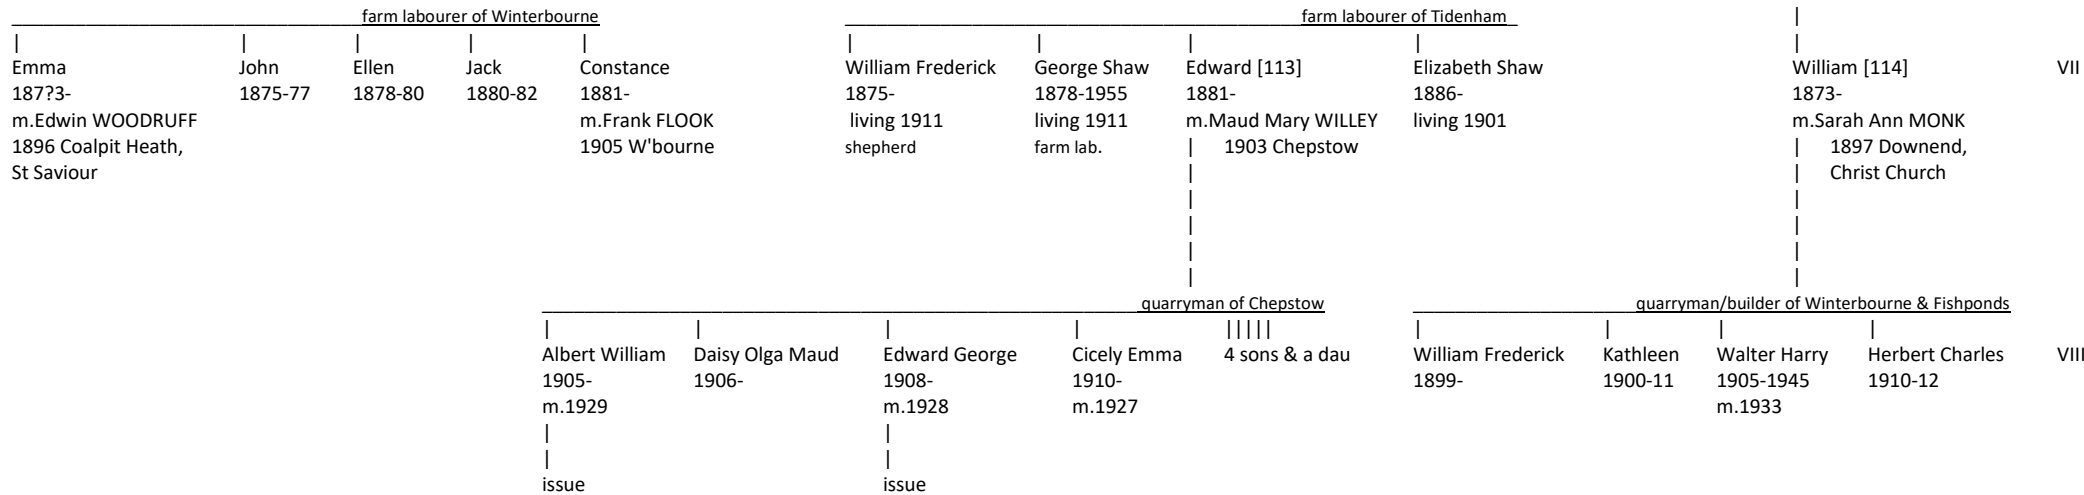 farm labourer of Winterbourne farm labourer of Tidenham
Emma John Ellen Jack Constance William Frederick George Shaw Edward [113] Elizabeth Shaw William [114] VII
187?3- 1875-77 1878-80 1880-82 1881- 1875- 1878-1955 1881- 1886- 1873-
m.Edwin WOODRUFF m.Frank FLOOK living 1911 living 1911 m.Maud Mary WILLEY living 1901 m.Sarah Ann MONK
1896 Coalpit Heath, 1905 W'bourne shepherd farm lab. 1903 Chepstow 1897 Downend,
St Saviour Christ Church
quarryman of Chepstow quarryman/builder of Winterbourne & Fishponds
Albert William Daisy Olga Maud Edward George Cicely Emma 4 sons & a dau William Frederick Kathleen Walter Harry Herbert Charles VIII
1905- 1906- 1908- 1910- 1899- 1900-11 1905-1945 1910-12
m.1929 m.1928 m.1927 m.1933
issue issue